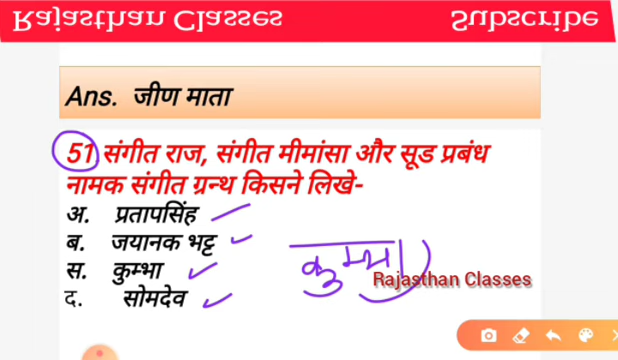 Rajasthan Classes Subscribe
Ans. जीण माता
51 संगीत राज, संगीत मीमांसा और सूड प्रबंध
नामक संगीत ग्रन्थ किसने लिखे-
अ. प्रतापसिंह
ब. जयानक भट्ट
स. कुम्भा
द. सोमदेव
कुम्भा
Rajasthan Classes